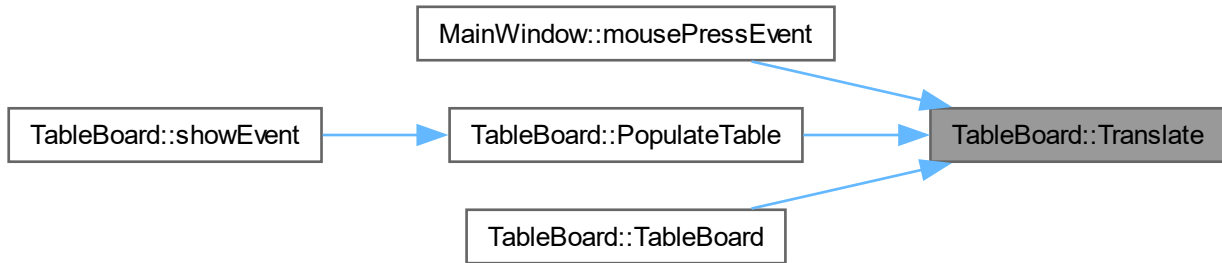 MainWindow::mousePressEvent
TableBoard::showEvent
TableBoard::PopulateTable
TableBoard::Translate
TableBoard::TableBoard